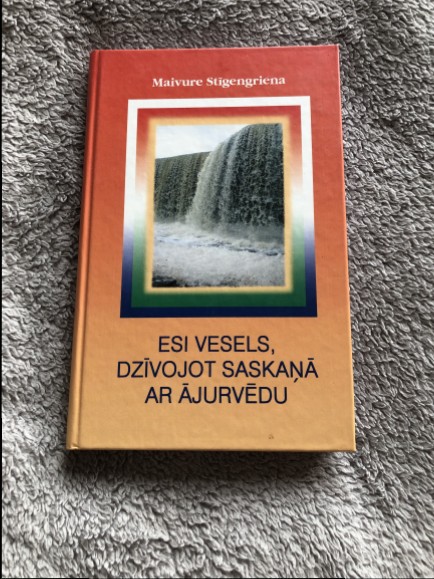 Maivure Stigengriena
ESI VESELS,
DZĪVOJOT SASKAŅĀ
AR ĀJURVĒDU